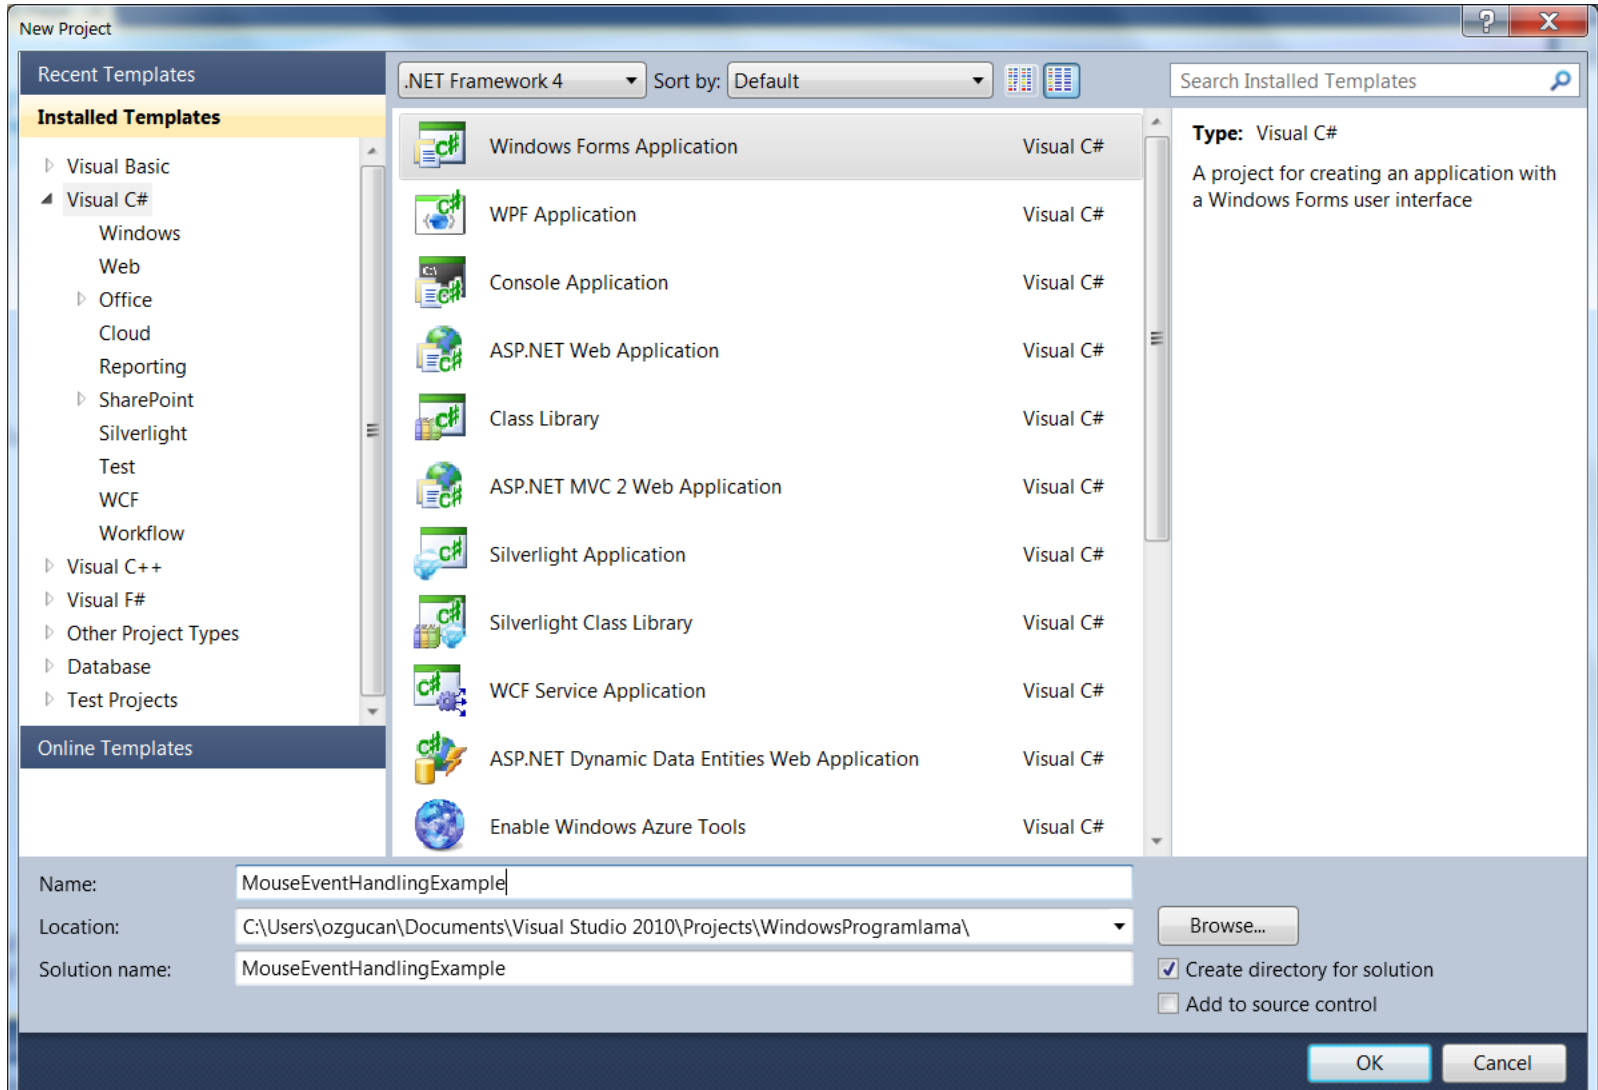 New Project
Recent Templates
.NET Framework 4 Sort by: Default
Search Installed Templates
Installed Templates
Visual Basic
Visual C#
Windows
Web
Office
Cloud
Reporting
SharePoint
Silverlight
Test
WCF
Workflow
Visual C++
Visual F#
Other Project Types
Database
Test Projects
Online Templates
Windows Forms Application Visual C#
WPF Application Visual C#
Console Application Visual C#
ASP.NET Web Application Visual C#
Class Library Visual C#
ASP.NET MVC 2 Web Application Visual C#
Silverlight Application Visual C#
Silverlight Class Library Visual C#
WCF Service Application Visual C#
ASP.NET Dynamic Data Entities Web Application Visual C#
Enable Windows Azure Tools Visual C#
Type: Visual C#
A project for creating an application with
a Windows Forms user interface
Name: MouseEventHandlingExample
Location: C:\Users\ozgucan\Documents\Visual Studio 2010\Projects\WindowsProgramlama\
Browse...
Solution name: MouseEventHandlingExample
Create directory for solution
Add to source control
OK Cancel